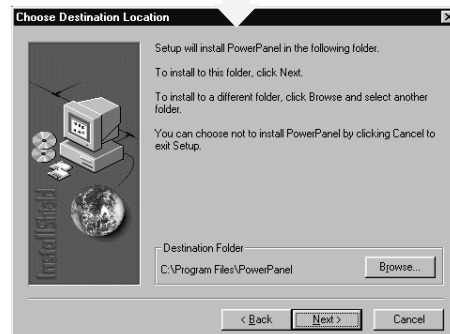 Choose Destination Location
Setup will install PowerPanel in the following folder.
To install to this folder, click Next.
To install to a different folder, click Browse and select another
folder.
You can choose not to install PowerPanel by clicking Cancel to
exit Setup.
InstallShield
Destination Folder
C:\Program Files\PowerPanel
Browse...
< Back
Next >
Cancel